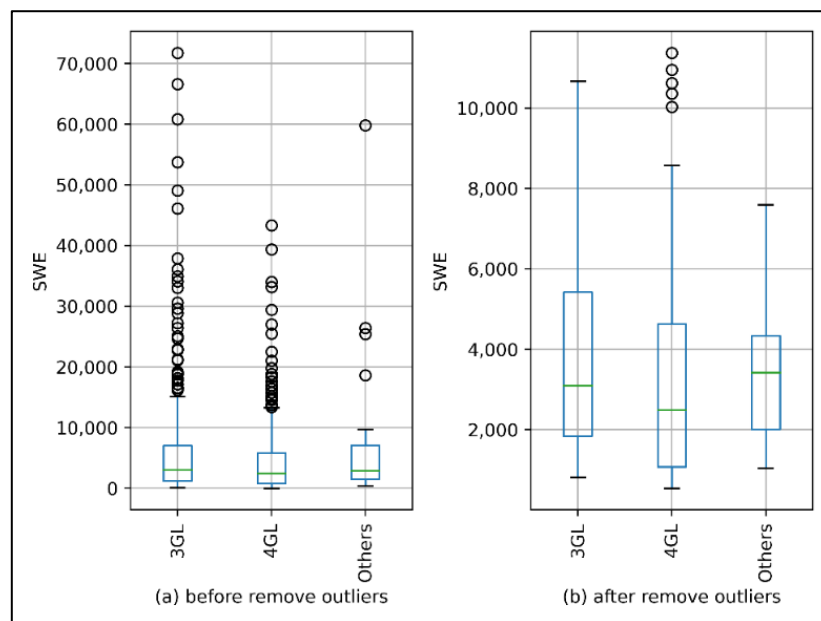 70,000
60,000
50,000
40,000
30,000
20,000
10,000
0
SWE
3GL
4GL
Others
(a) before remove outliers
10,000
8,000
6,000
4,000
2,000
SWE
3GL
4GL
Others
(b) after remove outliers